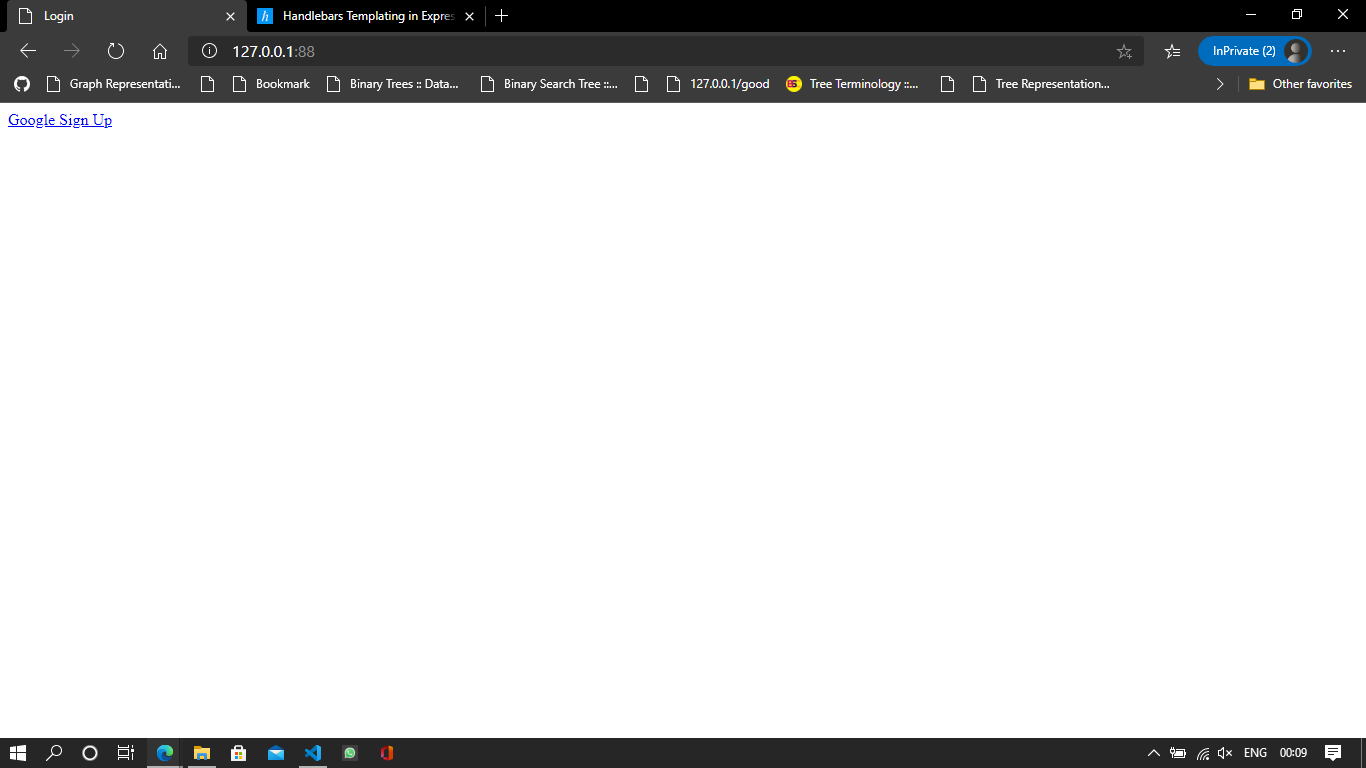 Login
Handlebars Templating in Expres
127.0.0.1:88
InPrivate (2)
Graph Representati...
Bookmark
Binary Trees :: Data...
Binary Search Tree ::...
127.0.0.1/good
Tree Terminology ::...
Tree Representation...
Other favorites
Google Sign Up
ENG
00:09